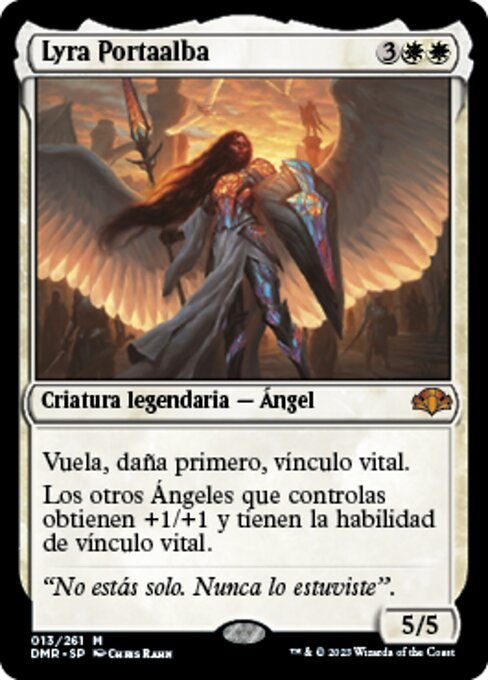 Lyra Portaalba 3
Criatura legendaria — Ángel
Vuela, daña primero, vínculo vital.
Los otros Ángeles que controlas
obtienen +1/+1 y tienen la habilidad
de vínculo vital.
“No estás solo. Nunca lo estuviste”.
5/5
013/261 M
DMR • SP Chris Rahn
™ & © 2023 Wizards of the Coast